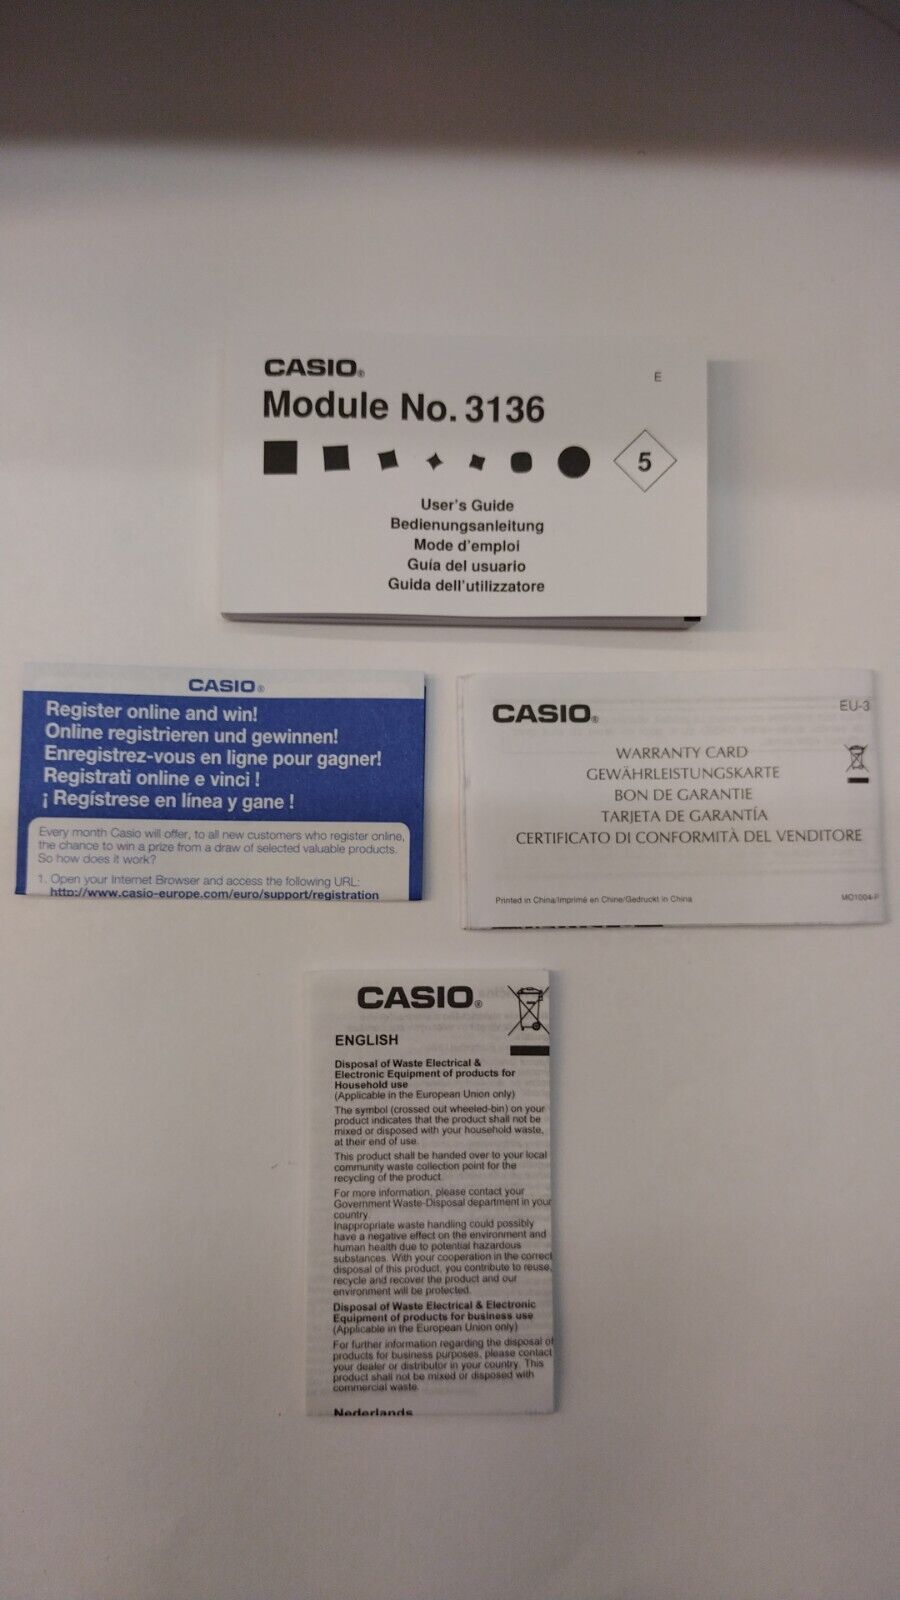 CASIO®
E
Module No. 3136
5
User's Guide
Bedienungsanleitung
Mode d'emploi
Guía del usuario
Guida dell'utilizzatore
CASIO®
Register online and win!
Online registrieren und gewinnen!
Enregistrez-vous en ligne pour gagner!
Registrati online e vinci !
¡ Regístrese en línea y gane !
Every month Casio will offer, to all new customers who register online,
the chance to win a prize from a draw of selected valuable products.
So how does it work?
1. Open your Internet Browser and access the following URL:
http://www.casio-europe.com/euro/support/registration
CASIO®
EU-3
WARRANTY CARD
GEWÄHRLEISTUNGSKARTE
BON DE GARANTIE
TARJETA DE GARANTÍA
CERTIFICATO DI CONFORMITÀ DEL VENDITORE
Printed in China/Imprimé en Chine/Gedruckt in China
MO1004-P
CASIO®
ENGLISH
Disposal of Waste Electrical &
Electronic Equipment of products for
Household use
(Applicable in the European Union only)
The symbol (crossed out wheeled-bin) on your
product indicates that the product shall not be
mixed or disposed with your household waste,
at their end of use.
This product shall be handed over to your local
community waste collection point for the
recycling of the product.
For more information, please contact your
Government Waste-Disposal department in your
country.
Inappropriate waste handling could possibly
have a negative effect on the environment and
human health due to potential hazardous
substances. With your cooperation in the correct
disposal of this product, you contribute to reuse,
recycle and recover the product and our
environment will be protected.
Disposal of Waste Electrical & Electronic
Equipment of products for business use
(Applicable in the European Union only)
For further information regarding the disposal of
products for business purposes, please contact
your dealer or distributor in your country. This
product shall not be mixed or disposed with
commercial waste.
Nederlands